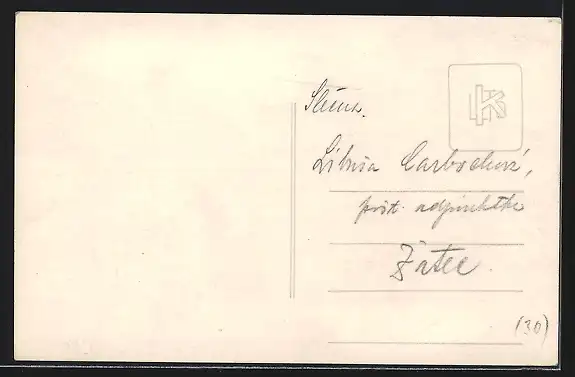 Slečna.
Libuša Carbochová,
pošt. adjunktka
Žatec.
(30)